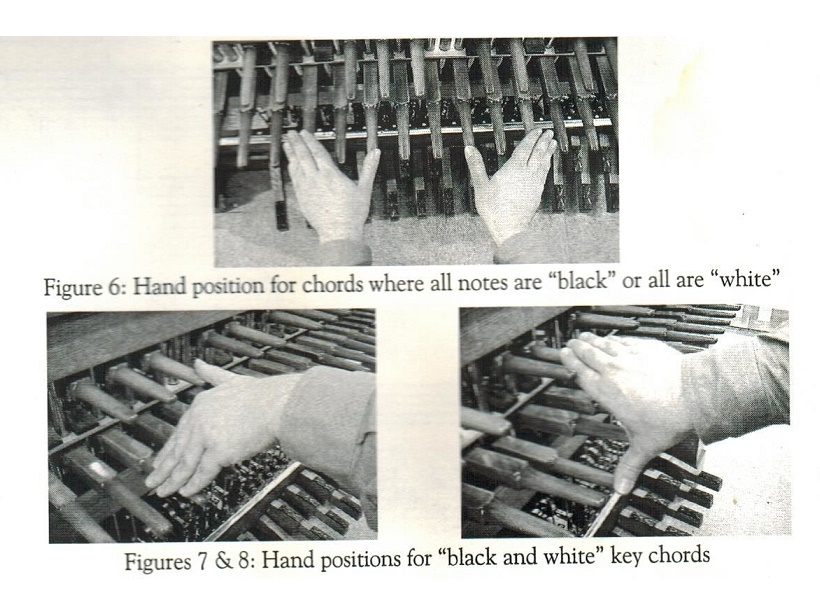 Figure 6: Hand position for chords where all notes are “black” or all are “white”
Figures 7 & 8: Hand positions for “black and white” key chords